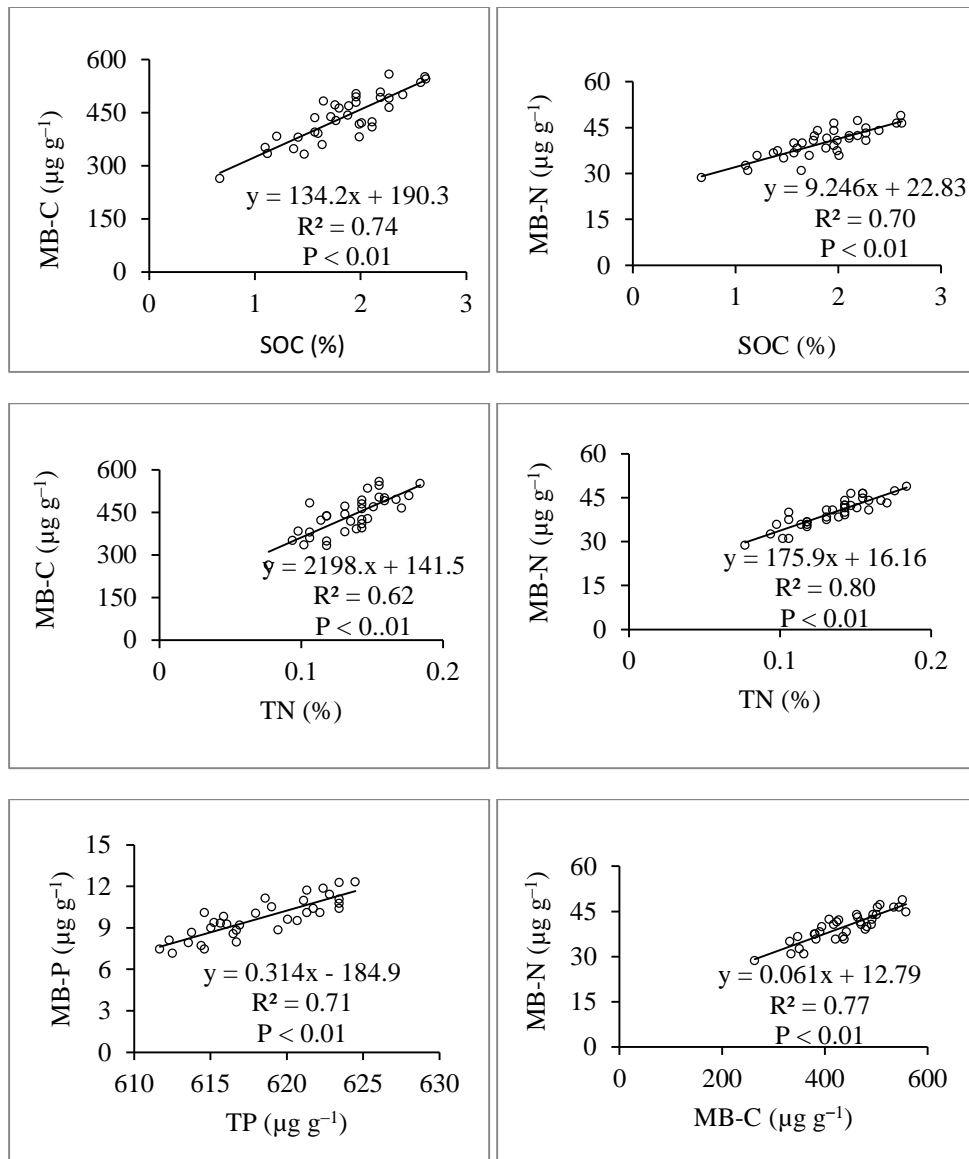 MB-C (µg g⁻¹)
600
450
300
150
0
y = 134.2x + 190.3
R² = 0.74
P < 0.01
0 1 2 3
SOC (%)
MB-N (µg g⁻¹)
60
45
30
15
0
y = 9.246x + 22.83
R² = 0.70
P < 0.01
0 1 2 3
SOC (%)
MB-C (µg g⁻¹)
600
450
300
150
0
y = 2198.x + 141.5
R² = 0.62
P < 0..01
0 0.1 0.2
TN (%)
MB-N (µg g⁻¹)
60
45
30
15
0
y = 175.9x + 16.16
R² = 0.80
P < 0.01
0 0.1 0.2
TN (%)
MB-P (µg g⁻¹)
15
12
9
6
3
0
y = 0.314x - 184.9
R² = 0.71
P < 0.01
610 615 620 625 630
TP (µg g⁻¹)
MB-N (µg g⁻¹)
60
45
30
15
0
y = 0.061x + 12.79
R² = 0.77
P < 0.01
0 200 400 600
MB-C (µg g⁻¹)